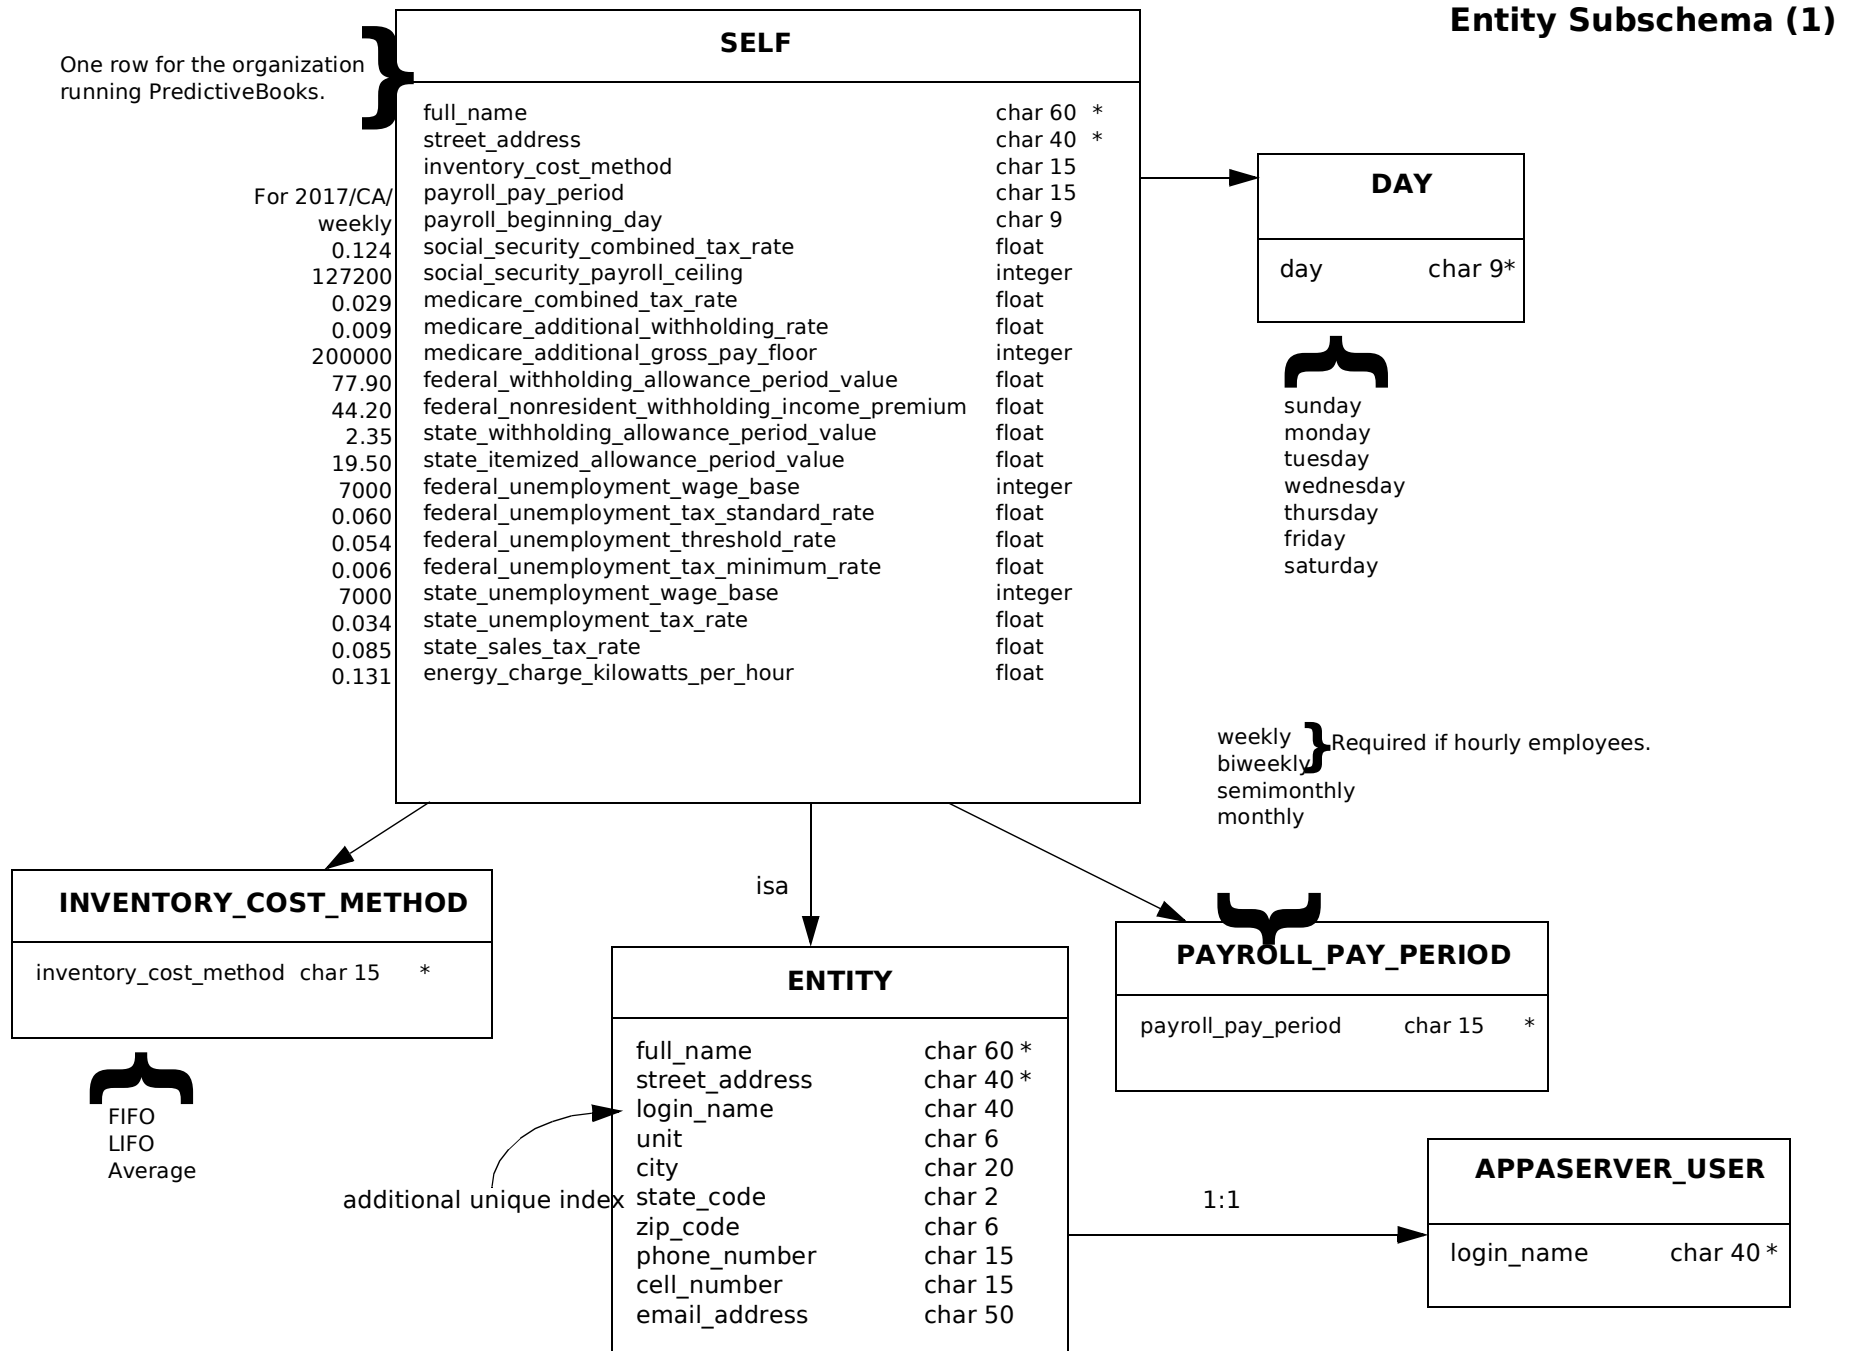 Entity Subschema (1)
One row for the organization
running PredictiveBooks.
SELF
full_name char 60 *
street_address char 40 *
inventory_cost_method char 15
payroll_pay_period char 15
payroll_beginning_day char 9
social_security_combined_tax_rate float
social_security_payroll_ceiling integer
medicare_combined_tax_rate float
medicare_additional_withholding_rate float
medicare_additional_gross_pay_floor integer
federal_withholding_allowance_period_value float
federal_nonresident_withholding_income_premium float
state_withholding_allowance_period_value float
state_itemized_allowance_period_value float
federal_unemployment_wage_base integer
federal_unemployment_tax_standard_rate float
federal_unemployment_threshold_rate float
federal_unemployment_tax_minimum_rate float
state_unemployment_wage_base integer
state_unemployment_tax_rate float
state_sales_tax_rate float
energy_charge_kilowatts_per_hour float
For 2017/CA/
weekly
0.124
127200
0.029
0.009
200000
77.90
44.20
2.35
19.50
7000
0.060
0.054
0.006
7000
0.034
0.085
0.131
DAY
day char 9*
sunday
monday
tuesday
wednesday
thursday
friday
saturday
weekly
biweekly
semimonthly
monthly
Required if hourly employees.
INVENTORY_COST_METHOD
inventory_cost_method char 15 *
FIFO
LIFO
Average
isa
ENTITY
full_name char 60 *
street_address char 40 *
login_name char 40
unit char 6
city char 20
state_code char 2
zip_code char 6
phone_number char 15
cell_number char 15
email_address char 50
additional unique index
PAYROLL_PAY_PERIOD
payroll_pay_period char 15 *
1:1
APPASERVER_USER
login_name char 40 *